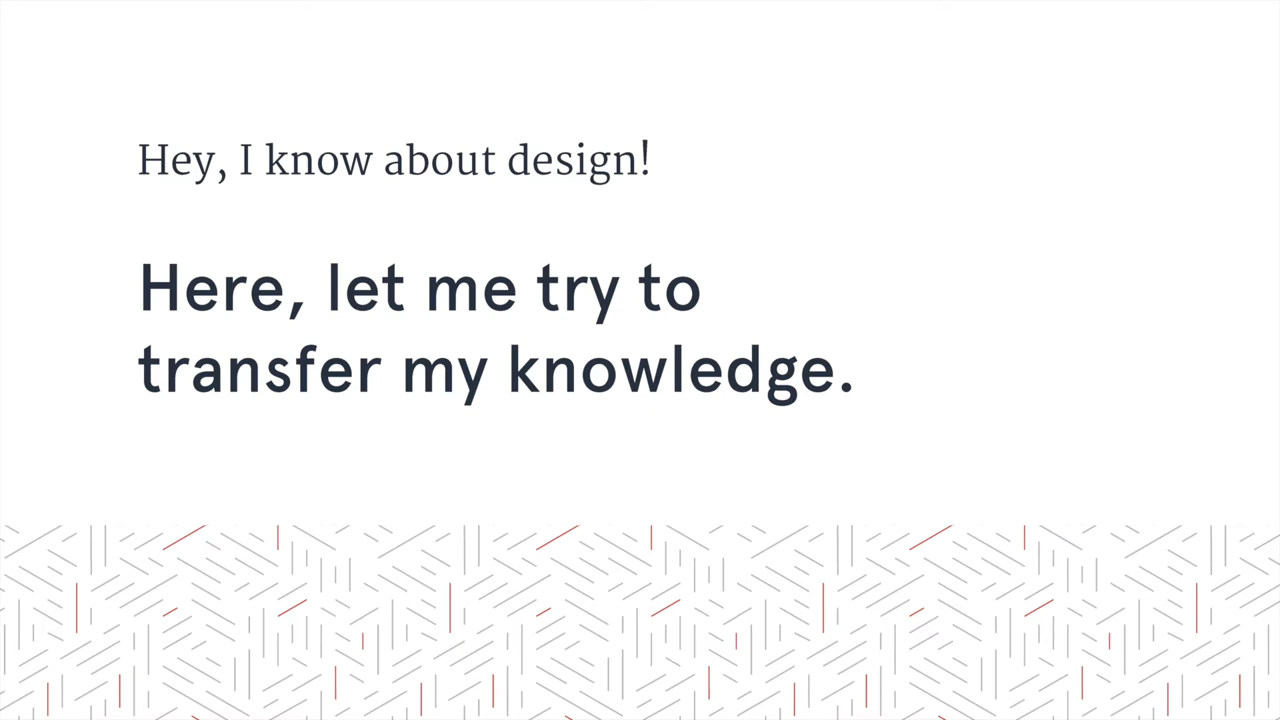 Hey, I know about design!
Here, let me try to
transfer my knowledge.